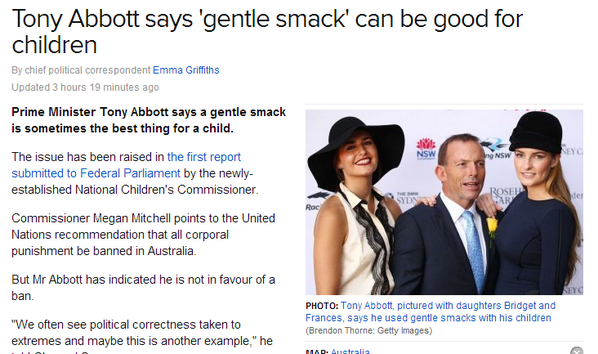 Tony Abbott says 'gentle smack' can be good for
children
By chief political correspondent Emma Griffiths
Updated 3 hours 19 minutes ago
Prime Minister Tony Abbott says a gentle smack
is sometimes the best thing for a child.
The issue has been raised in the first report
submitted to Federal Parliament by the newly-
established National Children's Commissioner.
Commissioner Megan Mitchell points to the United
Nations recommendation that all corporal
punishment be banned in Australia.
But Mr Abbott has indicated he is not in favour of a
ban.
"We often see political correctness taken to
extremes and maybe this is another example," he
NSW
NSW
PHOTO: Tony Abbott, pictured with daughters Bridget and
Frances, says he used gentle smacks with his children
(Brendon Thorne: Getty Images)
MAP: Australia